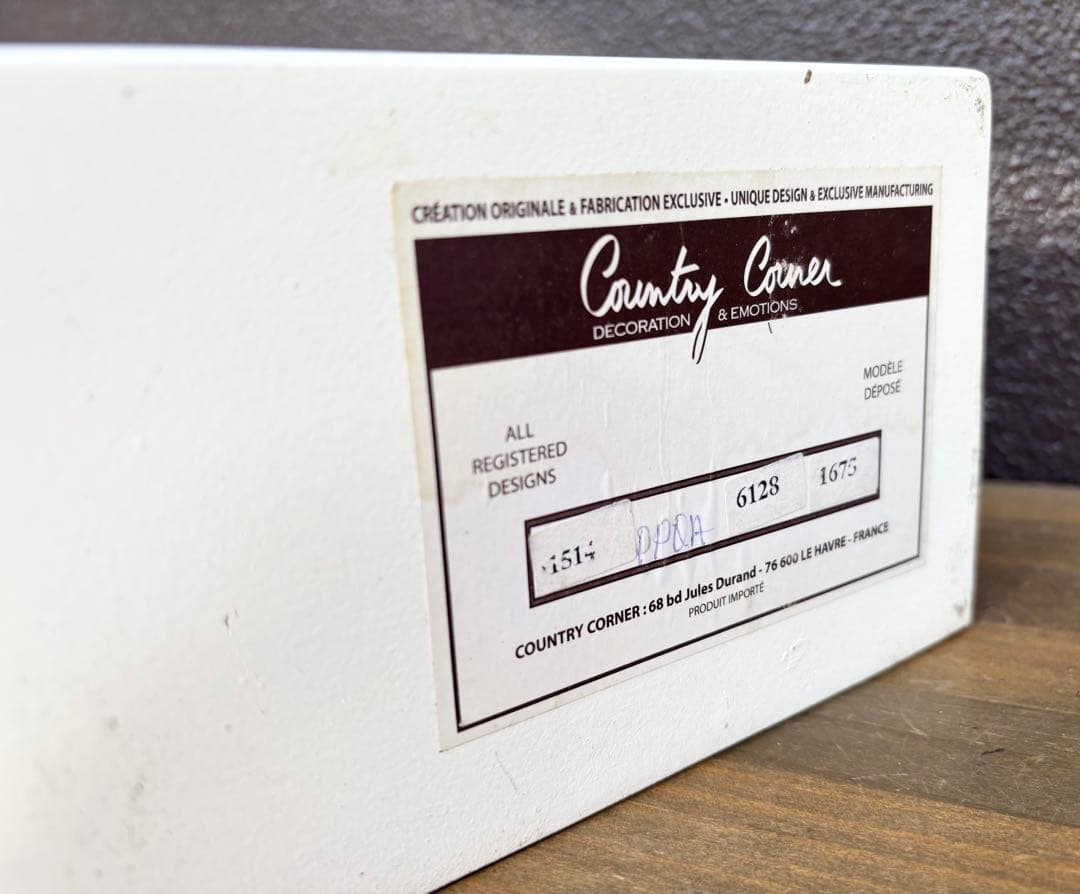 CRÉATION ORIGINALE & FABRICATION EXCLUSIVE • UNIQUE DESIGN & EXCLUSIVE MANUFACTURING
Country Corner
DECORATION & EMOTIONS
MODÈLE
DÉPOSÉ
ALL
REGISTERED
DESIGNS
6128 1675
COUNTRY CORNER : 68 bd Jules Durand - 76 600 LE HAVRE - FRANCE
PRODUIT IMPORTÉ